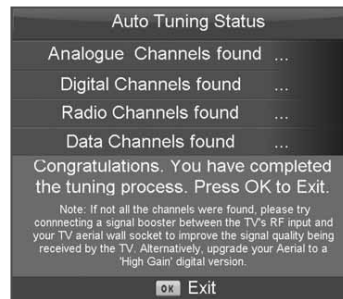 Auto Tuning Status
Analogue Channels found ...
Digital Channels found ...
Radio Channels found ...
Data Channels found ...
Congratulations. You have completed
the tuning process. Press OK to Exit.
Note: If not all the channels were found, please try
connnecting a signal booster between the TV's RF input and
your TV aerial wall socket to improve the signal quality being
received by the TV. Alternatively, upgrade your Aerial to a
'High Gain' digital version.
OK Exit